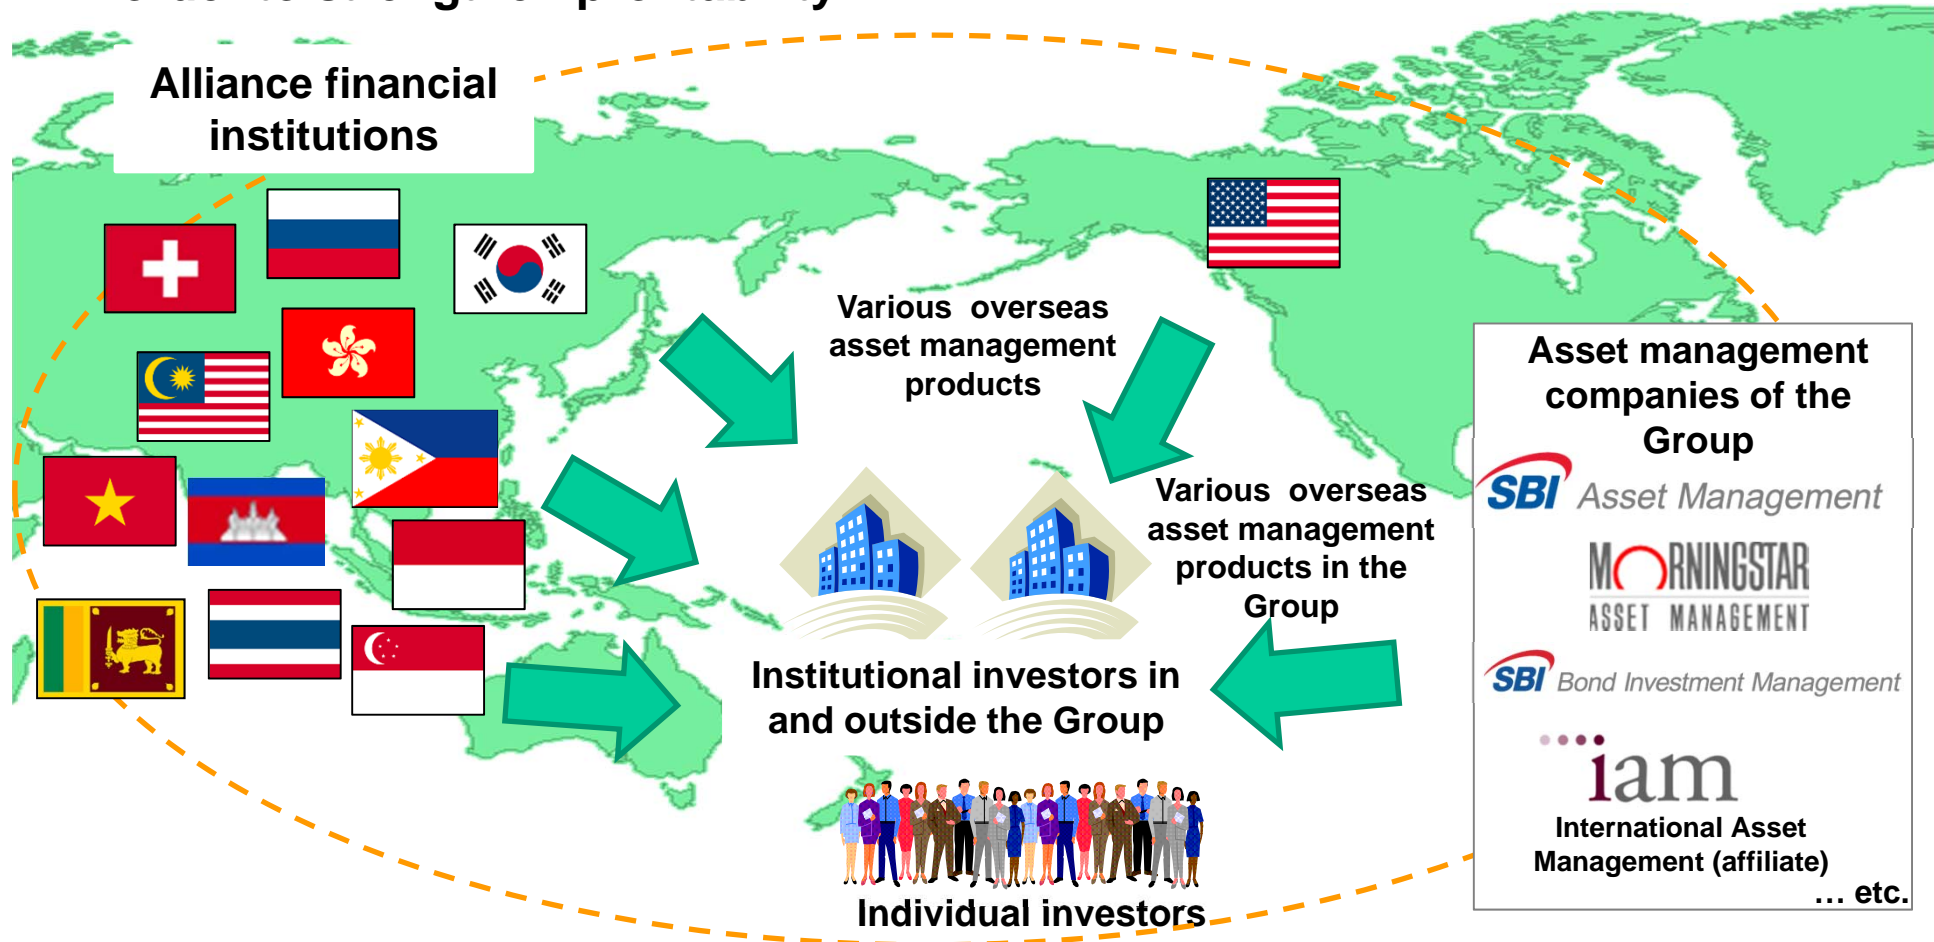 Alliance financial
institutions
Various overseas
asset management
products
Various overseas
asset management
products in the
Group
Institutional investors in
and outside the Group
Individual investors
Asset management
companies of the
Group
SBI Asset Management
MORNINGSTAR
ASSET MANAGEMENT
SBI Bond Investment Management
iam
International Asset
Management (affiliate)
… etc.